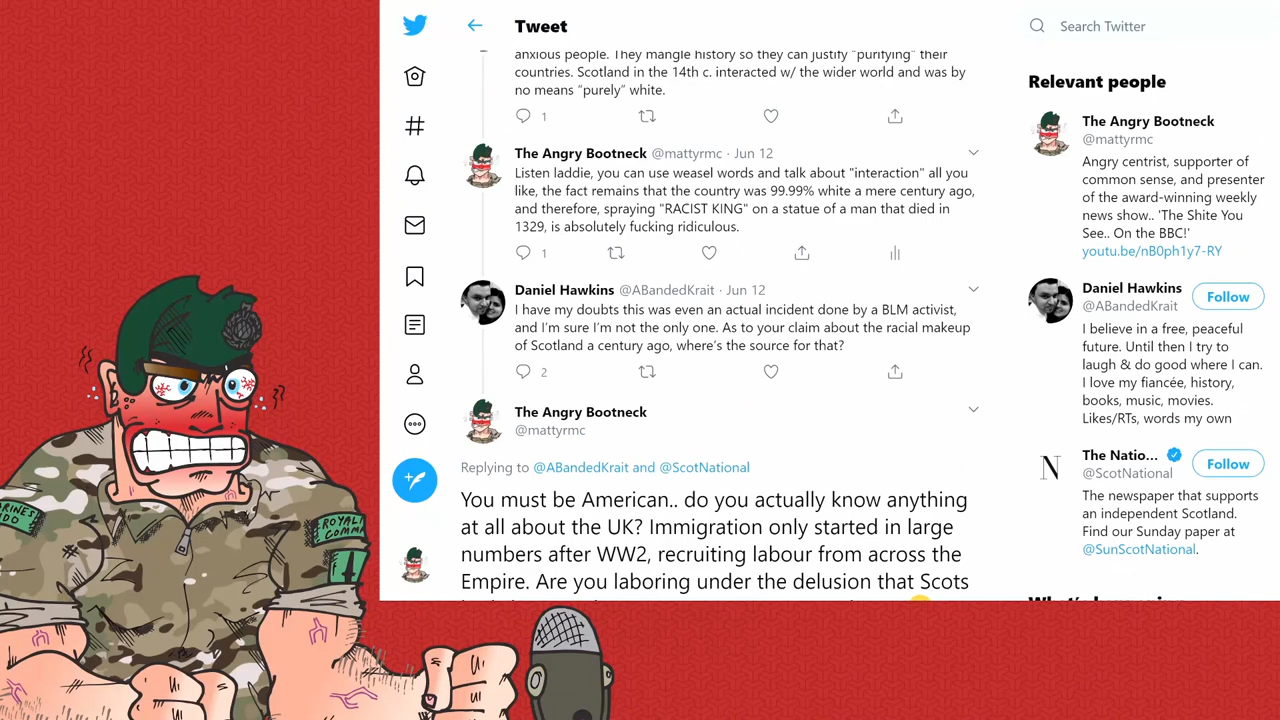 Tweet
anxious people. They mangle history so they can justify "purifying" their
countries. Scotland in the 14th c. interacted w/ the wider world and was by
no means “purely” white.
1
The Angry Bootneck @mattyrmc · Jun 12
Listen laddie, you can use weasel words and talk about "interaction" all you
like, the fact remains that the country was 99.99% white a mere century ago,
and therefore, spraying "RACIST KING" on a statue of a man that died in
1329, is absolutely fucking ridiculous.
1
Daniel Hawkins @ABandedKrait · Jun 12
I have my doubts this was even an actual incident done by a BLM activist,
and I’m sure I’m not the only one. As to your claim about the racial makeup
of Scotland a century ago, where’s the source for that?
2
The Angry Bootneck
@mattyrmc
Replying to @ABandedKrait and @ScotNational
You must be American.. do you actually know anything
at all about the UK? Immigration only started in large
numbers after WW2, recruiting labour from across the
Empire. Are you laboring under the delusion that Scots
Search Twitter
Relevant people
The Angry Bootneck
@mattyrmc
Angry centrist, supporter of
common sense, and presenter
of the award-winning weekly
news show.. 'The Shite You
See.. On the BBC!'
youtu.be/nB0ph1y7-RY
Daniel Hawkins
@ABandedKrait
Follow
I believe in a free, peaceful
future. Until then I try to
laugh & do good where I can.
I love my fiancée, history,
books, music, movies.
Likes/RTs, words my own
The Natio...
@ScotNational
Follow
N
The newspaper that supports
an independent Scotland.
Find our Sunday paper at
@SunScotNational.
ROYAL
COMMA